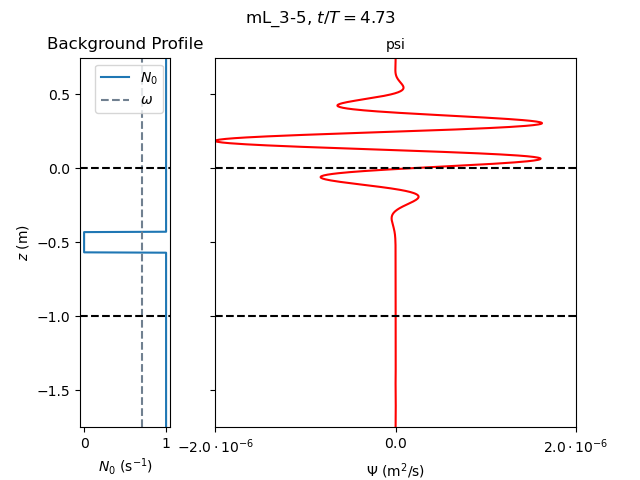 mL_3-5, t/T = 4.73
Background Profile
psi
N₀
ω
z (m)
0.5
0.0
−0.5
−1.0
−1.5
0
1
−2.0 · 10⁻⁶
0.0
2.0 · 10⁻⁶
N₀ (s⁻¹)
Ψ (m²/s)